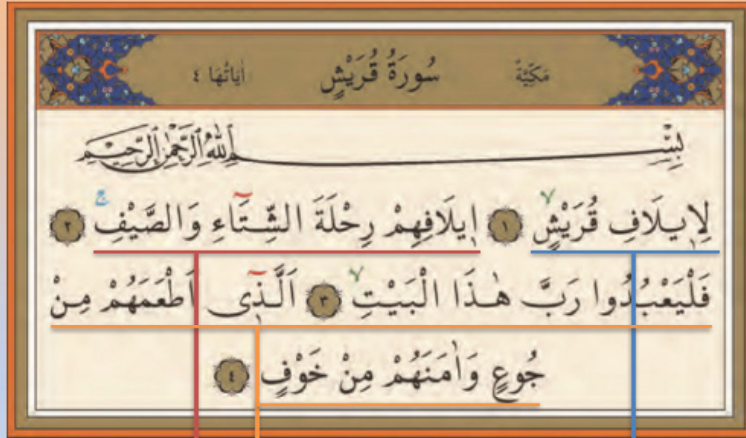 مَكِّيَّةٌ سُورَةُ قُرَيْشٍ اٰيَاتُهَا ٤
بِسْمِ اللّٰهِ الرَّحْمٰنِ الرَّحِيمِ
لِاٖيلَافِ قُرَيْشٍۙ ﴿١﴾ اٖيلَافِهِمْ رِحْلَةَ الشِّتَٓاءِ وَالصَّيْفِۚ ﴿٢﴾
فَلْيَعْبُدُوا رَبَّ هٰذَا الْبَيْتِۙ ﴿٣﴾ اَلَّذٖٓى اَطْعَمَهُمْ مِنْ
جُوعٍ وَاٰمَنَهُمْ مِنْ خَوْفٍ ﴿٤﴾